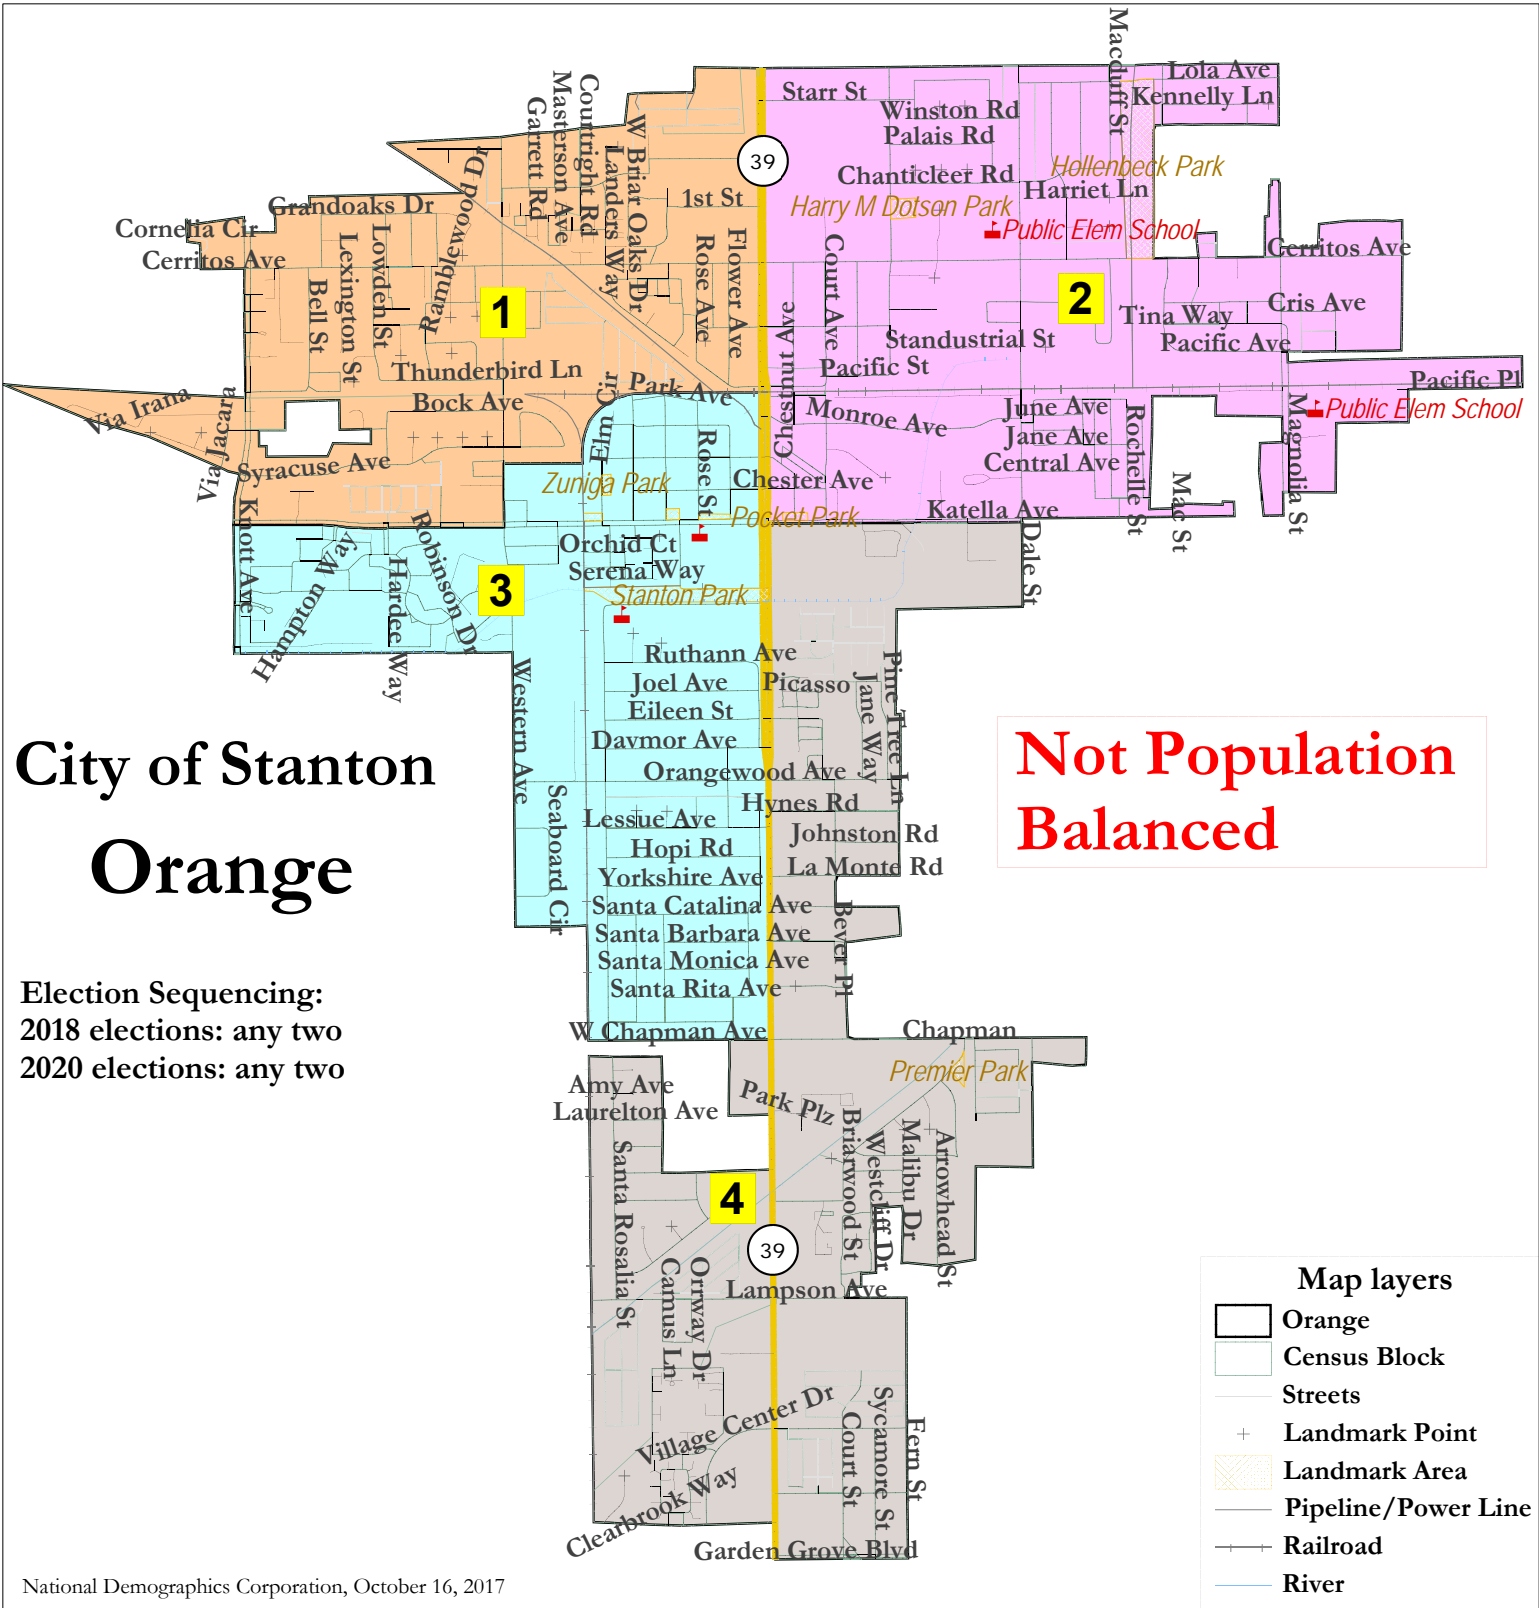 Macduff St
Lola Ave
Kennelly Ln
Starr St
Winston Rd
Palais Rd
Courtright Rd
Masterson Ave
Garrett Rd
W Briar Oaks Dr
Landers Way
39
Hollenbeck Park
Chanticleer Rd
Harriet Ln
1st St
Harry M Dotson Park
Public Elem School
Ramblewood Dr
Grandoaks Dr
Cornelia Cir
Cerritos Ave
Lowden St
Lexington St
Bell St
Rose Ave
Flower Ave
Court Ave
Chestnut Ave
Cerritos Ave
1
2
Cris Ave
Tina Way
Standustrial St
Pacific Ave
Pacific St
Thunderbird Ln
Park Ave
Bock Ave
Pacific Pl
Public Elem School
Via Irana
Via Jacara
Elm Cir
Rose St
Monroe Ave
June Ave
Jane Ave
Central Ave
Rochelle St
Magnolia St
Mac St
Syracuse Ave
Zuniga Park
Chester Ave
Katella Ave
Pocket Park
Knott Ave
Hampton Way
Robinson Dr
Hardee Way
Orchid Ct
Serena Way
Dale St
3
Stanton Park
Ruthann Ave
Joel Ave
Picasso
Jane Way
Pine Tree Ln
Eileen St
Davmor Ave
Western Ave
Orangewood Ave
Hynes Rd
Seaboard Cir
Lessue Ave
Johnston Rd
Hopi Rd
La Monte Rd
Yorkshire Ave
Santa Catalina Ave
Bever Pl
Santa Barbara Ave
Santa Monica Ave
Santa Rita Ave
W Chapman Ave
Chapman
City of Stanton
Orange
Not Population
Balanced
Election Sequencing:
2018 elections: any two
2020 elections: any two
Premier Park
Amy Ave
Laurelton Ave
Park Plz
Briarwood St
Westcliff Dr
Malibu Dr
Arrowhead St
Santa Rosalia St
4
39
Camus Ln
Orrway Dr
Lampson Ave
Village Center Dr
Court St
Sycamore St
Fern St
Clearbrook Way
Garden Grove Blvd
Map layers
Orange
Census Block
Streets
Landmark Point
Landmark Area
Pipeline/Power Line
Railroad
River
National Demographics Corporation, October 16, 2017